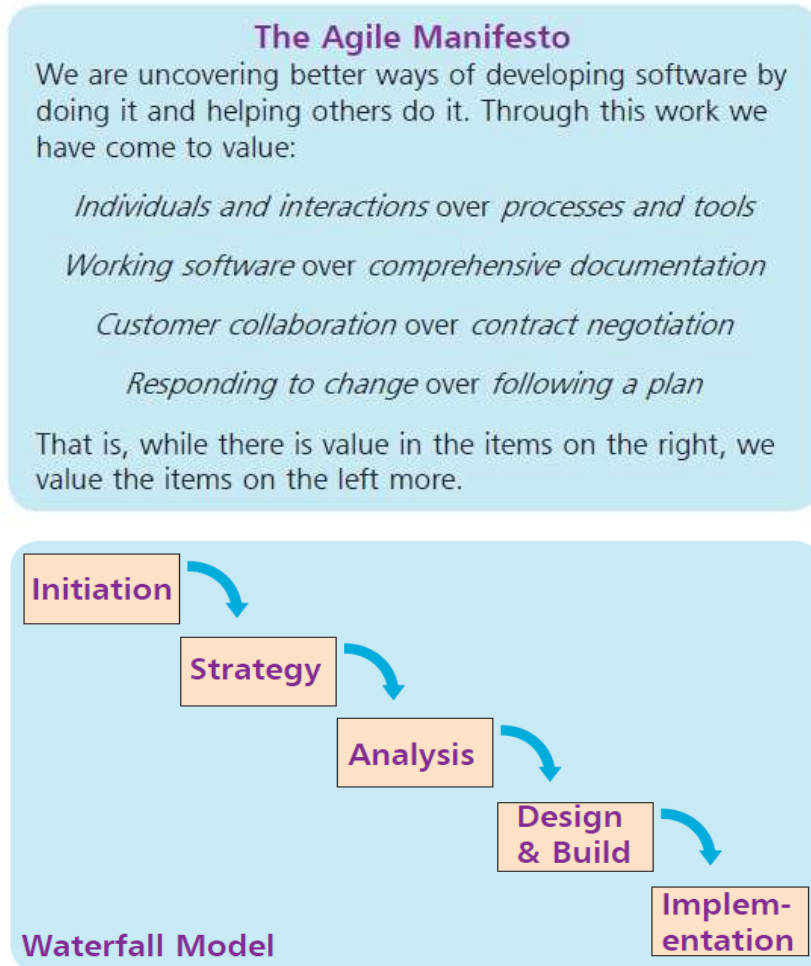 The Agile Manifesto
We are uncovering better ways of developing software by
doing it and helping others do it. Through this work we
have come to value:
Individuals and interactions over processes and tools
Working software over comprehensive documentation
Customer collaboration over contract negotiation
Responding to change over following a plan
That is, while there is value in the items on the right, we
value the items on the left more.
Initiation
Strategy
Analysis
Design
& Build
Implem-
entation
Waterfall Model